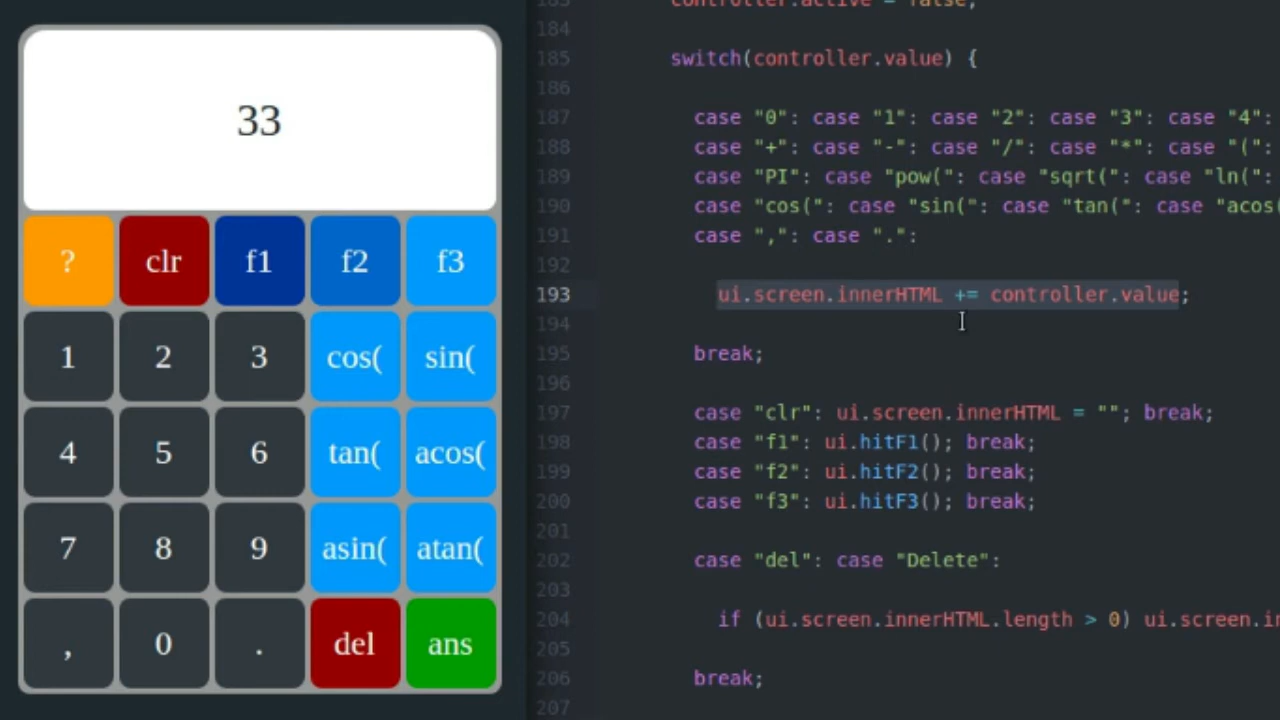 33
? clr f1 f2 f3
1 2 3 cos( sin(
4 5 6 tan( acos(
7 8 9 asin( atan(
, 0 . del ans
183 controller.active = false;
184
185 switch(controller.value) {
186
187 case "0": case "1": case "2": case "3": case "4":
188 case "+": case "-": case "/": case "*": case "(":
189 case "PI": case "pow(": case "sqrt(": case "ln(":
190 case "cos(": case "sin(": case "tan(": case "acos(
191 case ",": case ".":
192
193 ui.screen.innerHTML += controller.value;
194
195 break;
196
197 case "clr": ui.screen.innerHTML = ""; break;
198 case "f1": ui.hitF1(); break;
199 case "f2": ui.hitF2(); break;
200 case "f3": ui.hitF3(); break;
201
202 case "del": case "Delete":
203
204 if (ui.screen.innerHTML.length > 0) ui.screen.in
205
206 break;
207